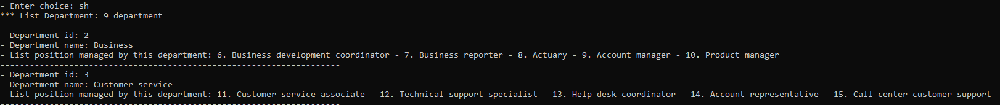 - Enter choice: sh
*** List Department: 9 department
---------------------------------------------------------------------
- Department id: 2
- Department name: Business
- List position managed by this department: 6. Business development coordinator - 7. Business reporter - 8. Actuary - 9. Account manager - 10. Product manager
---------------------------------------------------------------------
- Department id: 3
- Department name: Customer service
- List position managed by this department: 11. Customer service associate - 12. Technical support specialist - 13. Help desk coordinator - 14. Account representative - 15. Call center customer support
---------------------------------------------------------------------